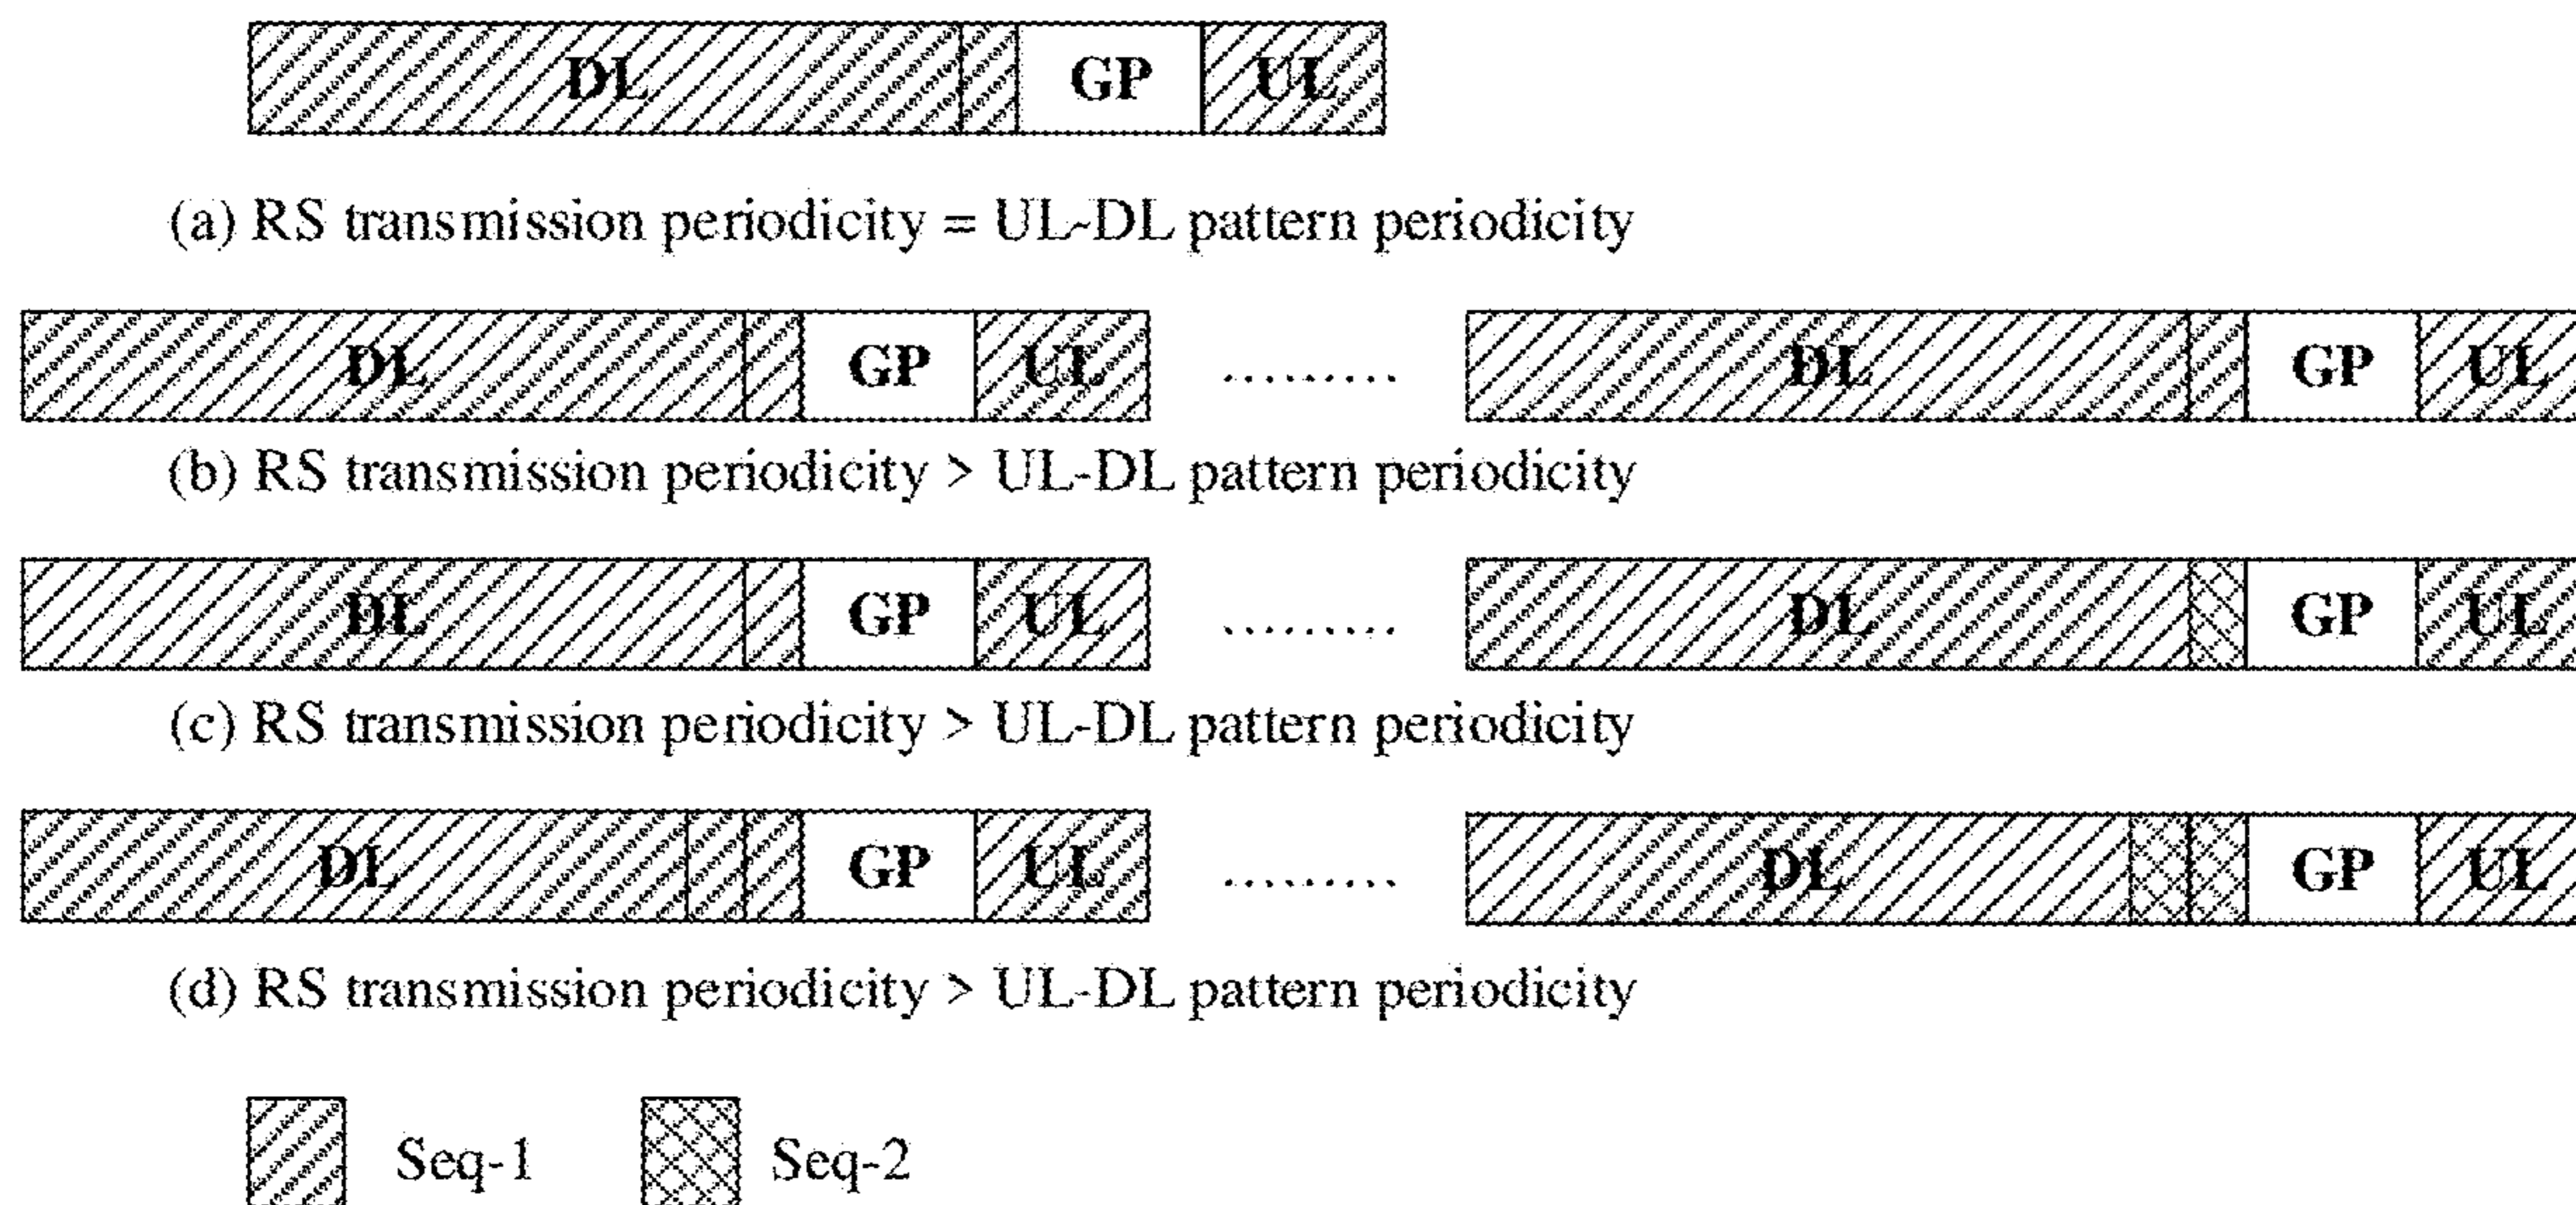 DL GP UL
(a) RS transmission periodicity = UL-DL pattern periodicity
DL GP UL ......... DL GP UL
(b) RS transmission periodicity > UL-DL pattern periodicity
DL GP UL ......... DL GP UL
(c) RS transmission periodicity > UL-DL pattern periodicity
DL GP UL ......... DL GP UL
(d) RS transmission periodicity > UL-DL pattern periodicity
Seq-1 Seq-2